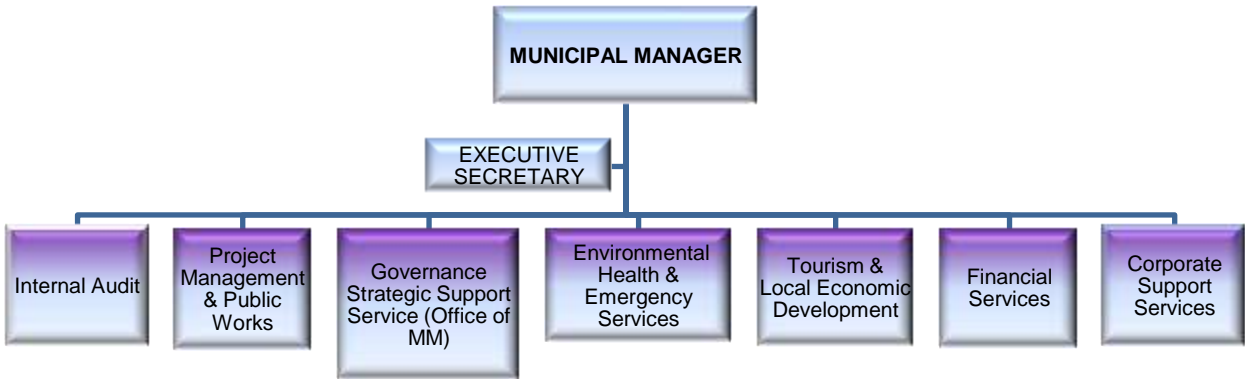 MUNICIPAL MANAGER
EXECUTIVE
SECRETARY
Internal Audit
Project
Management
& Public
Works
Governance
Strategic Support
Service (Office of
MM)
Environmental
Health &
Emergency
Services
Tourism &
Local Economic
Development
Financial
Services
Corporate
Support
Services